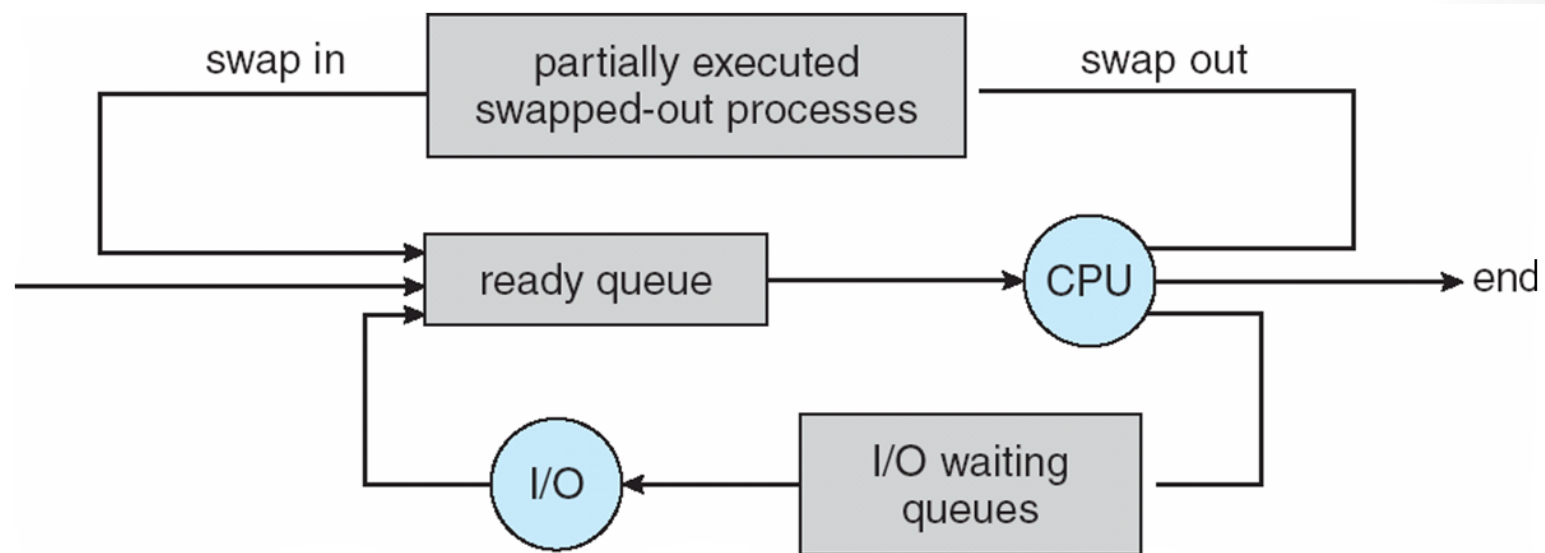 swap in
partially executed
swapped-out processes
swap out
ready queue
CPU
end
I/O
I/O waiting
queues